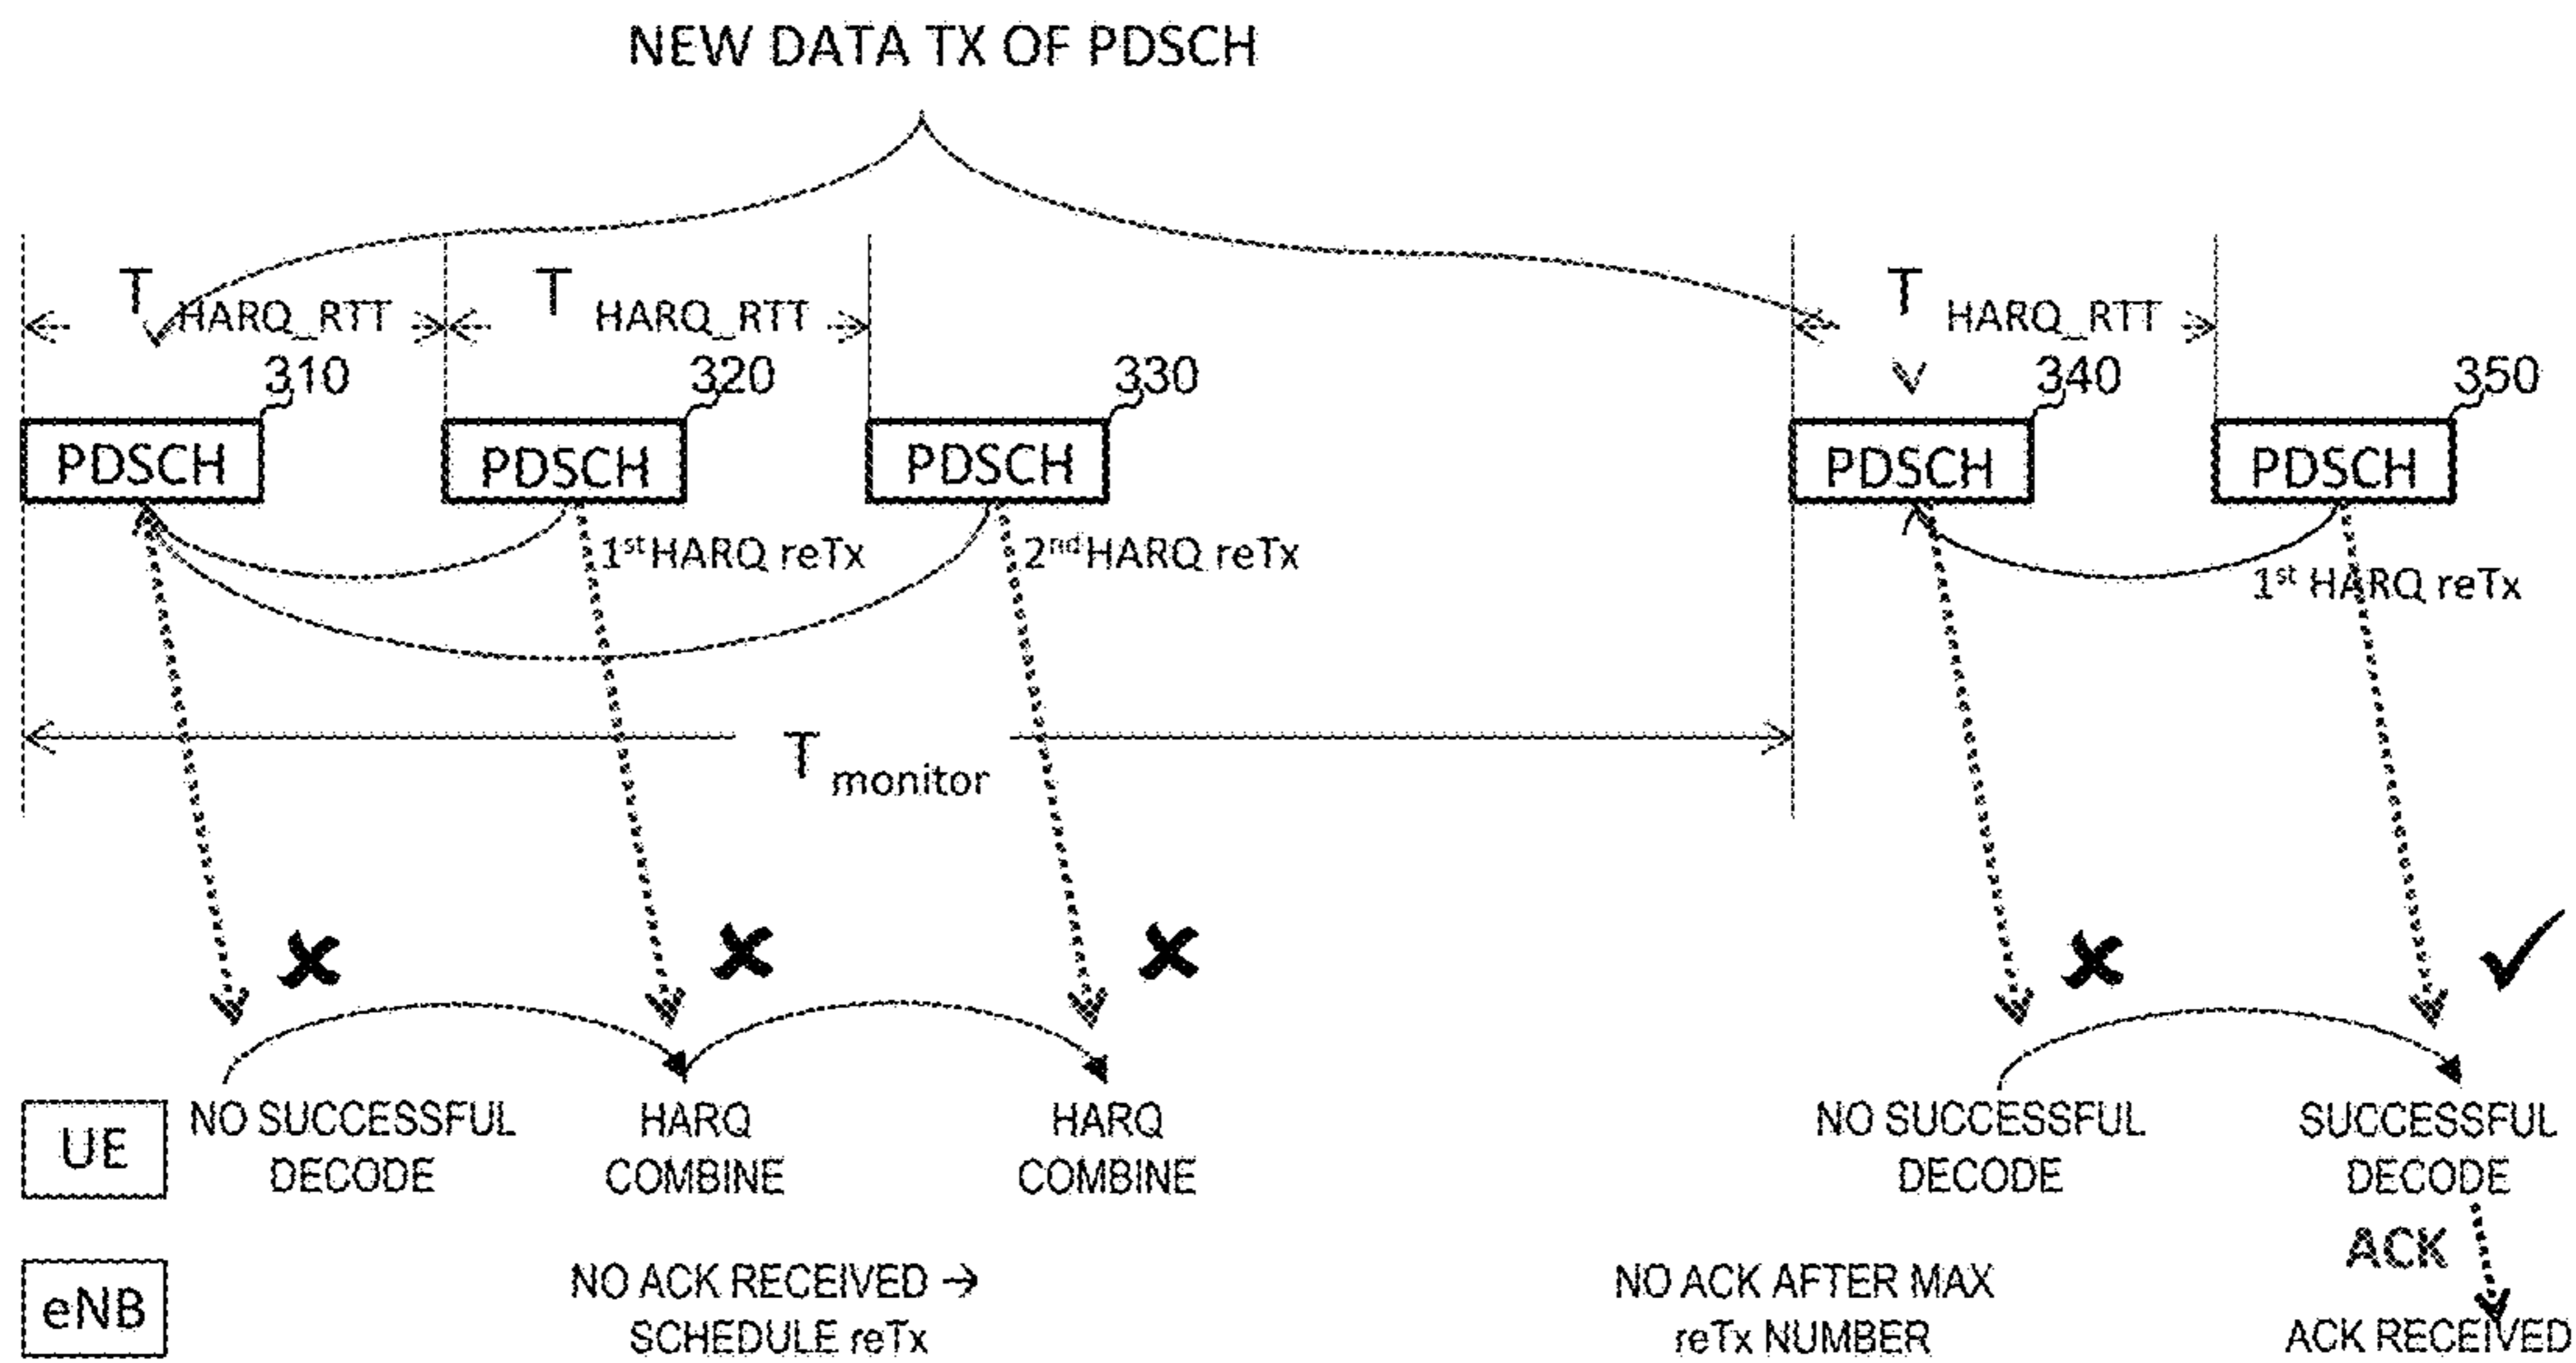 NEW DATA TX OF PDSCH
T HARQ_RTT T HARQ_RTT T HARQ_RTT
310 320 330 340 350
PDSCH PDSCH PDSCH PDSCH PDSCH
1st HARQ reTx 2nd HARQ reTx 1st HARQ reTx
T monitor
UE
NO SUCCESSFUL
DECODE
HARQ
COMBINE
HARQ
COMBINE
NO SUCCESSFUL
DECODE
SUCCESSFUL
DECODE
ACK
eNB
NO ACK RECEIVED →
SCHEDULE reTx
NO ACK AFTER MAX
reTx NUMBER
ACK RECEIVED